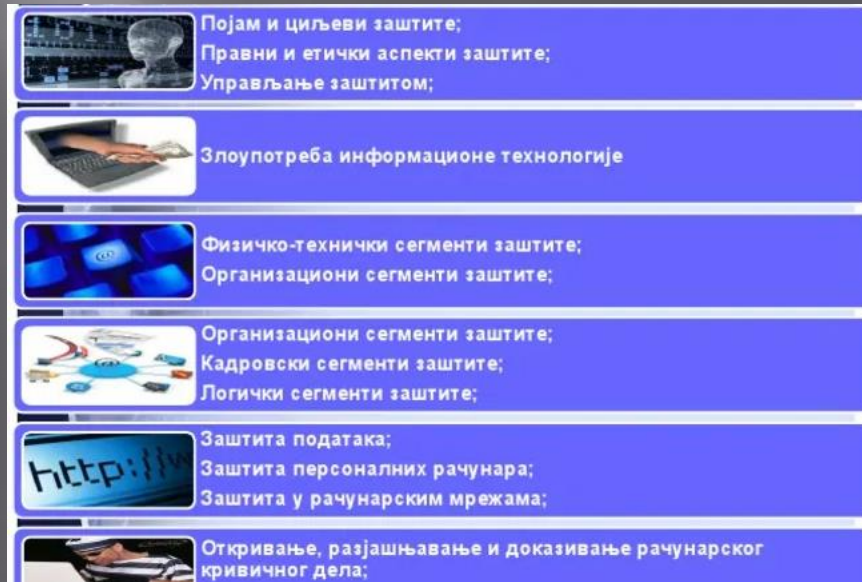 Појам и циљеви заштите;
Правни и етички аспекти заштите;
Управљање заштитом;
Злоупотреба информационе технологије
Физичко-технички сегменти заштите;
Организациони сегменти заштите;
@
Организациони сегменти заштите;
Кадровски сегменти заштите;
Логички сегменти заштите;
@
Заштита података;
Заштита персоналних рачунара;
Заштита у рачунарским мрежама;
http://w
Откривање, разјашњавање и доказивање рачунарског
кривичног дела;